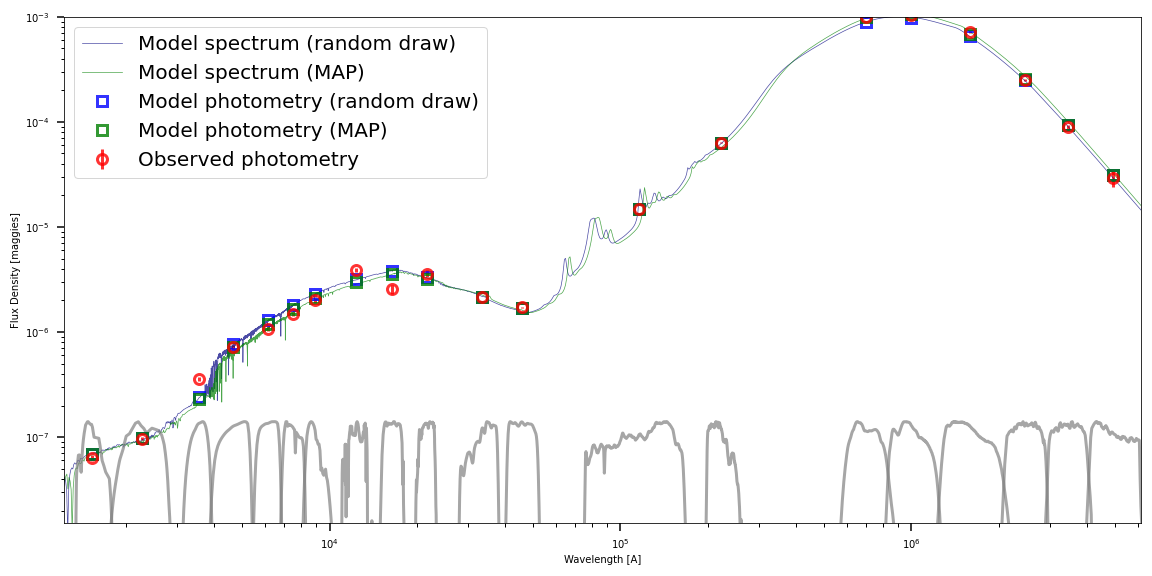 Model spectrum (random draw)
Model spectrum (MAP)
Model photometry (random draw)
Model photometry (MAP)
Observed photometry
Flux Density [maggies]
10⁻³
10⁻⁴
10⁻⁵
10⁻⁶
10⁻⁷
10⁴ 10⁵ 10⁶
Wavelength [A]